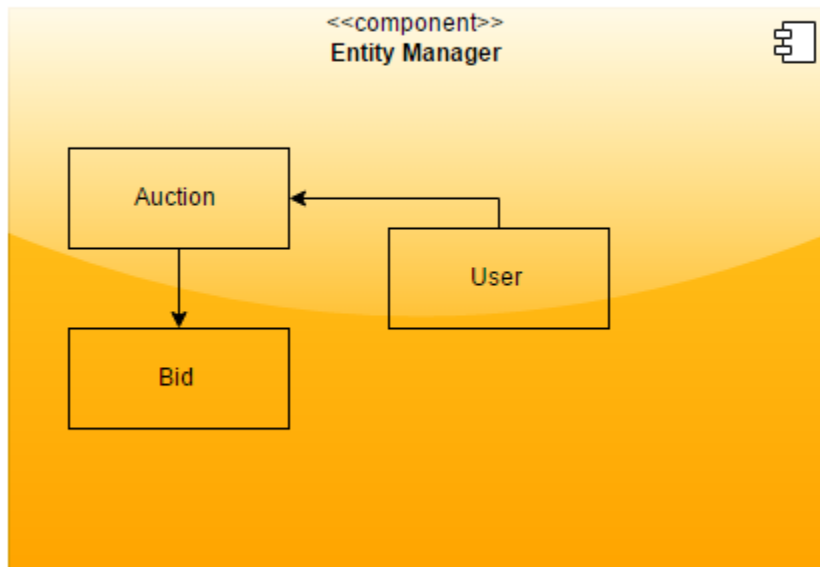 <<component>>
Entity Manager
Auction
User
Bid